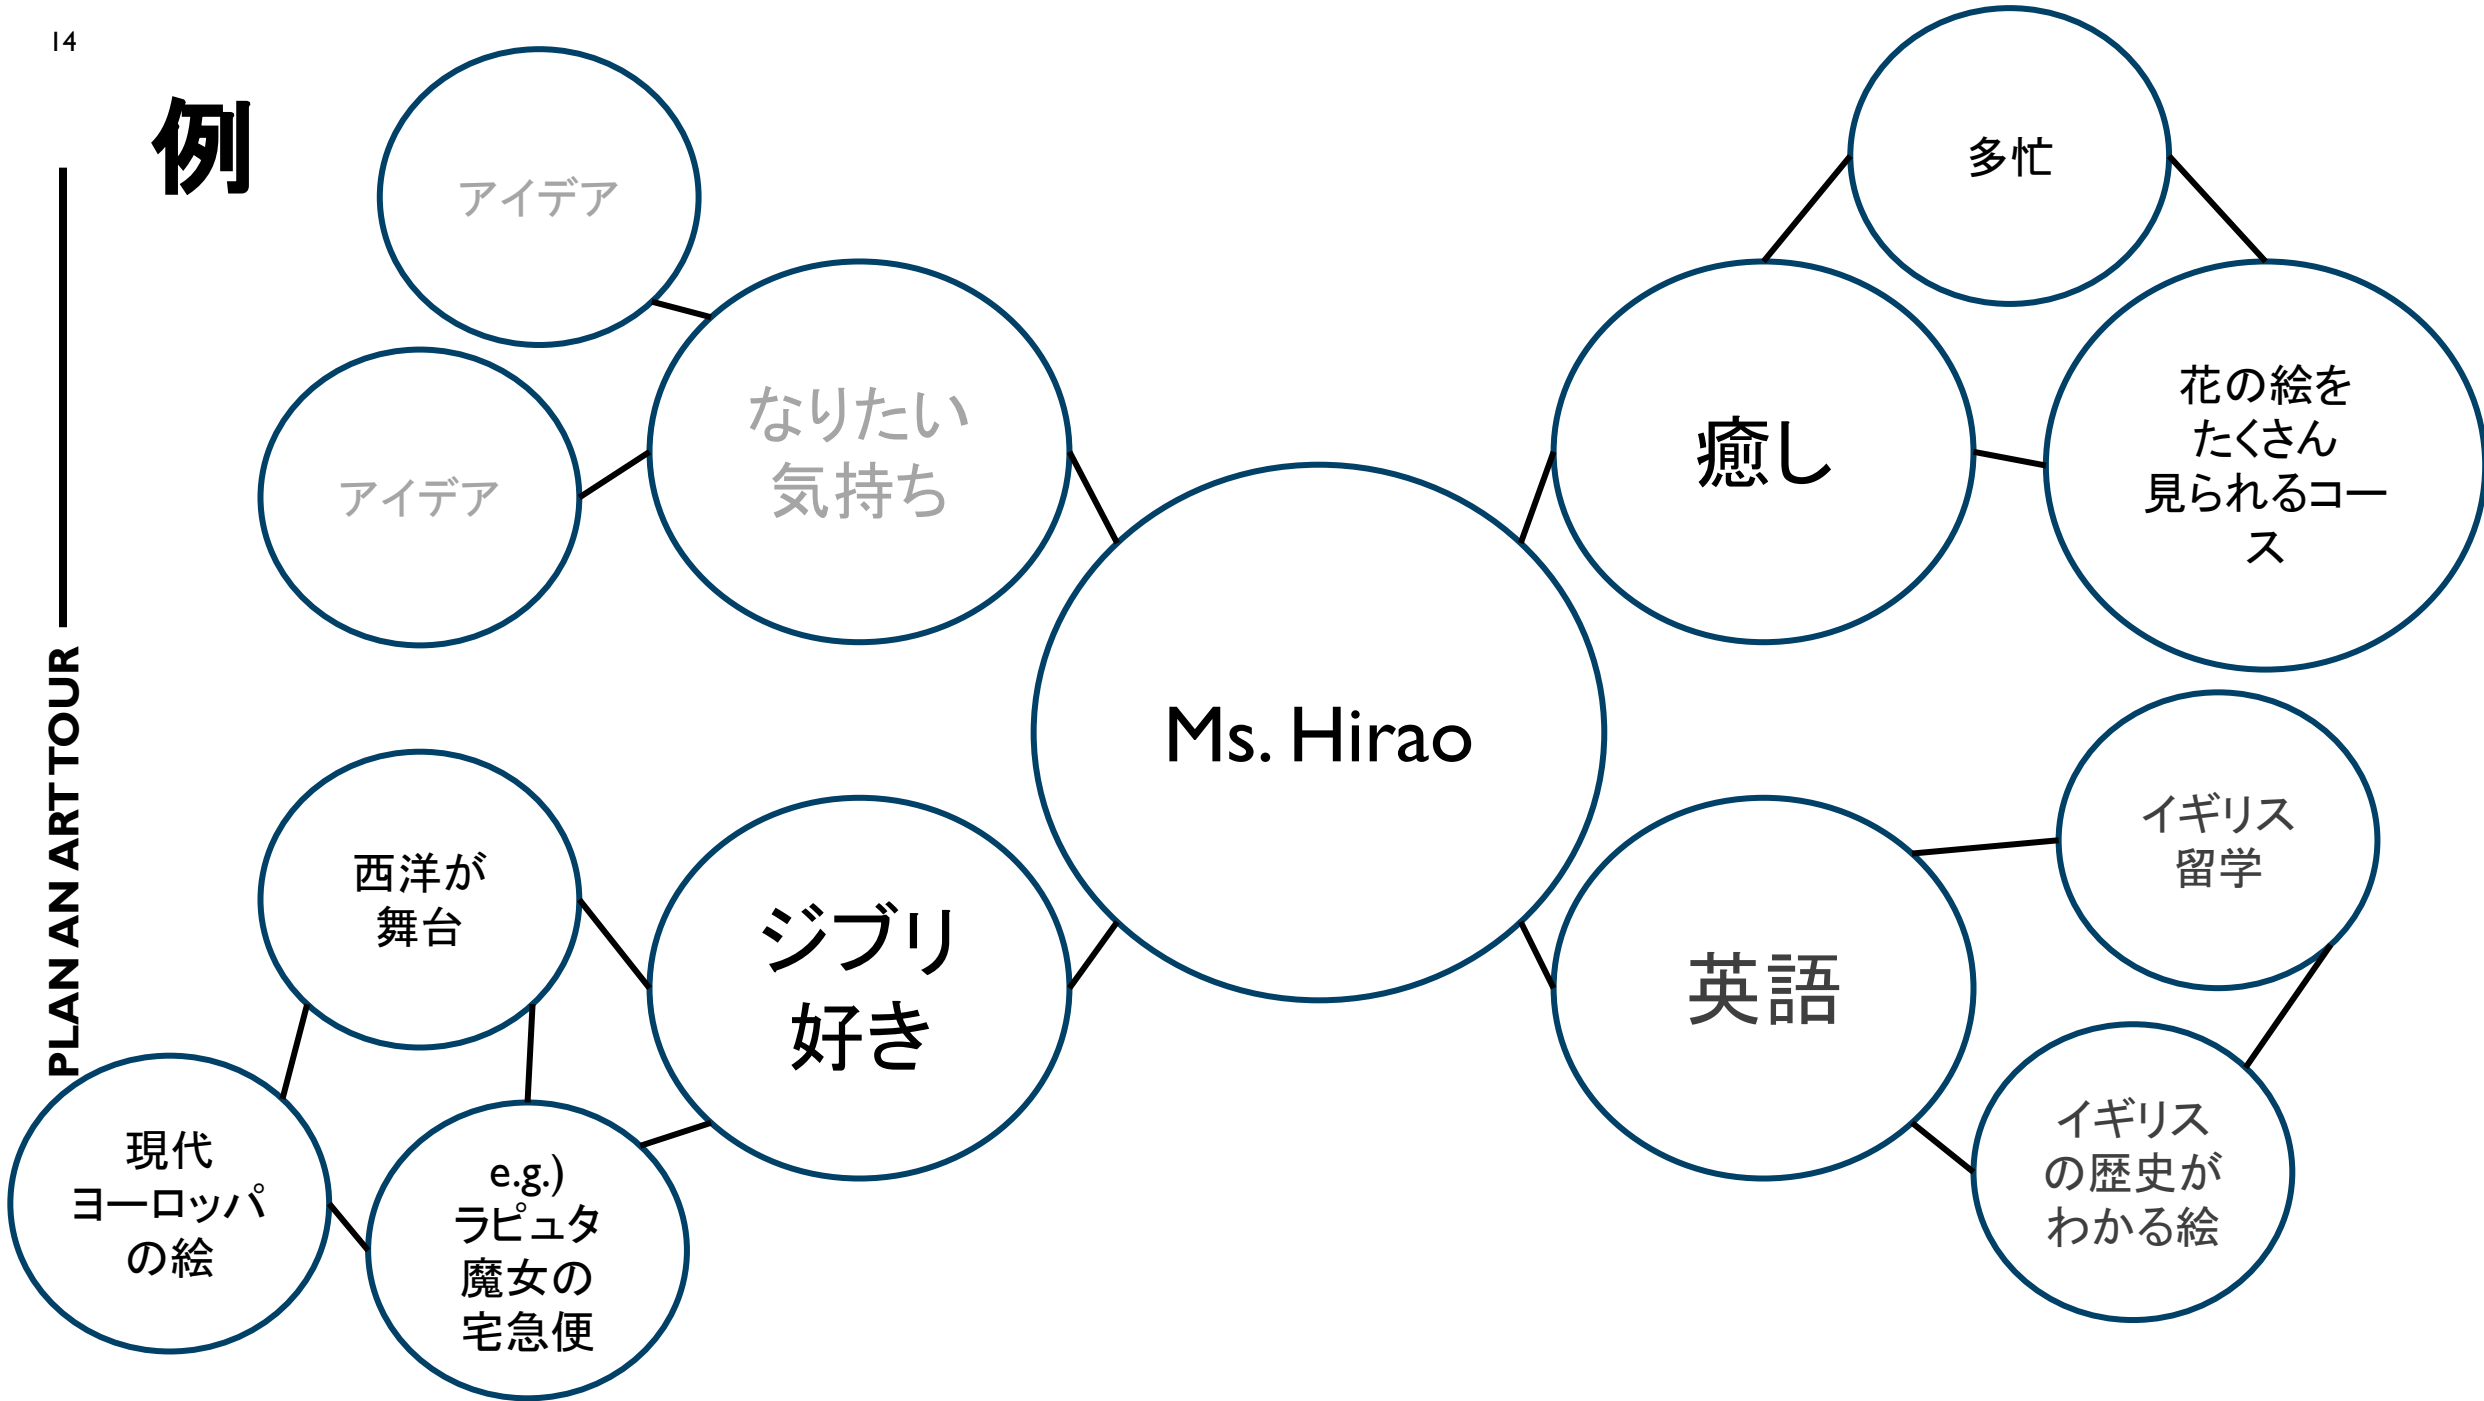 14
例
PLAN AN ART TOUR
アイデア
アイデア
なりたい
気持ち
Ms. Hirao
癒し
多忙
花の絵を
たくさん
見られるコー
ス
西洋が
舞台
ジブリ
好き
現代
ヨーロッパ
の絵
e.g.)
ラピュタ
魔女の
宅急便
英語
イギリス
留学
イギリス
の歴史が
わかる絵